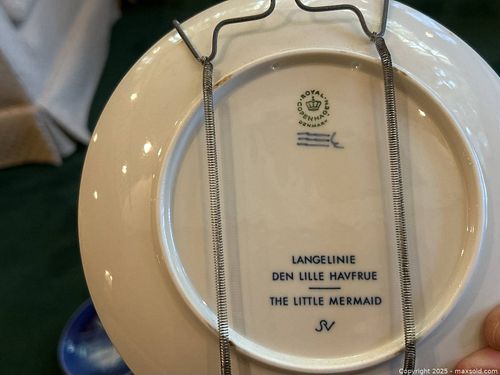 ROYAL
COPENHAGEN
DENMARK
LANGELINIE
DEN LILLE HAVFRUE
THE LITTLE MERMAID
SV
Copyright 2025 - maxsold.com